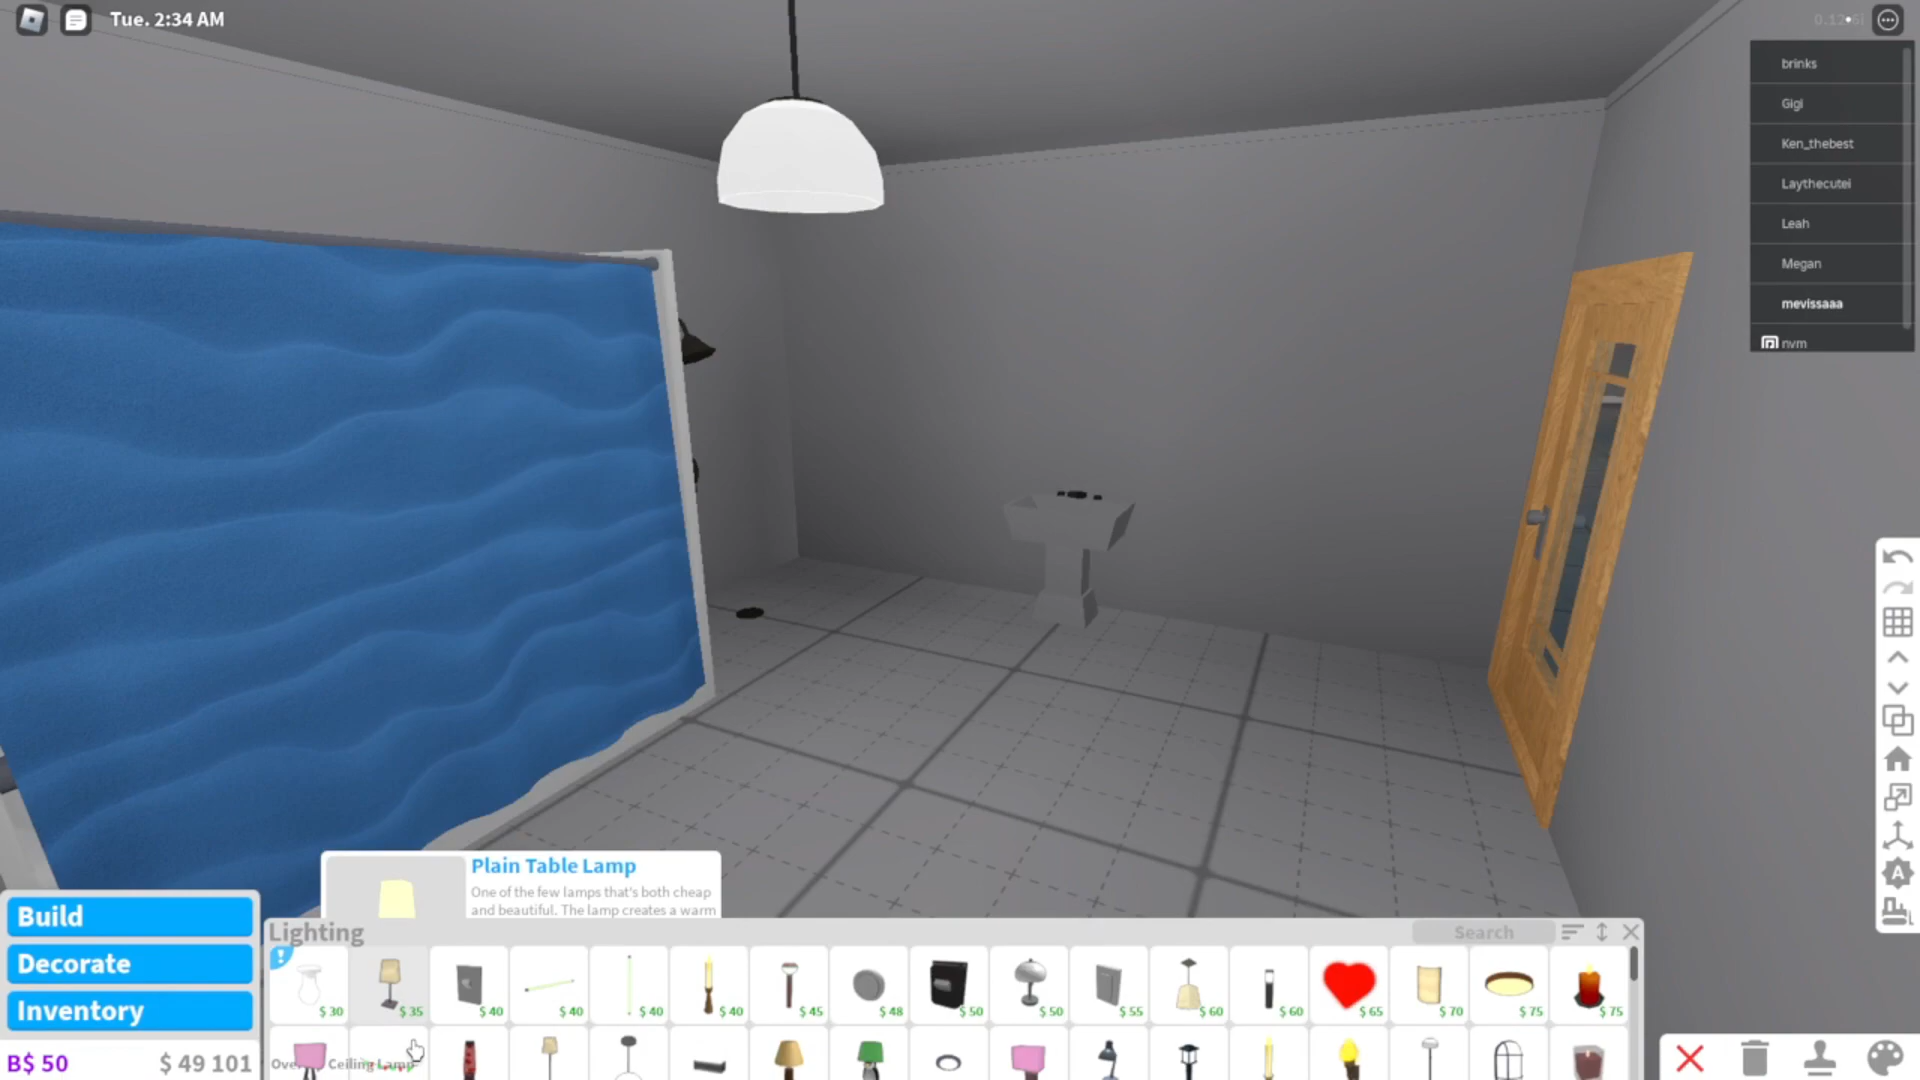 Tue. 2:34 AM
brinks
Gigi
Ken_thebest
Laythecutei
Leah
Megan
mevissaaa
nvm
Plain Table Lamp
One of the few lamps that's both cheap
and beautiful. The lamp creates a warm
Build
Decorate
Inventory
B$ 50
$ 49 101
Lighting
Search
$ 30
$ 35
$ 40
$ 40
$ 40
$ 40
$ 45
$ 48
$ 50
$ 50
$ 55
$ 60
$ 60
$ 65
$ 70
$ 75
$ 75
Ceiling Lamp
A